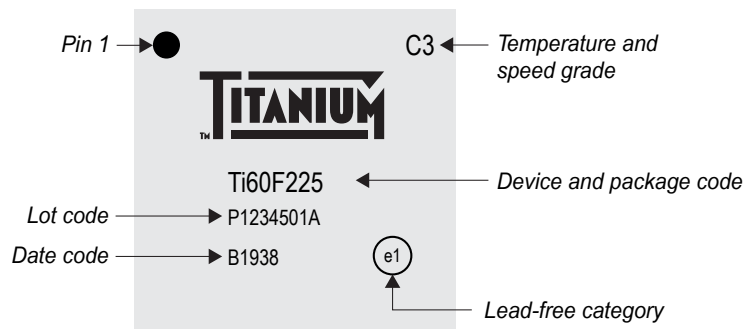 Pin 1
C3
Temperature and
speed grade
TITANIUM
TM
Ti60F225
Device and package code
Lot code
P1234501A
Date code
B1938
e1
Lead-free category